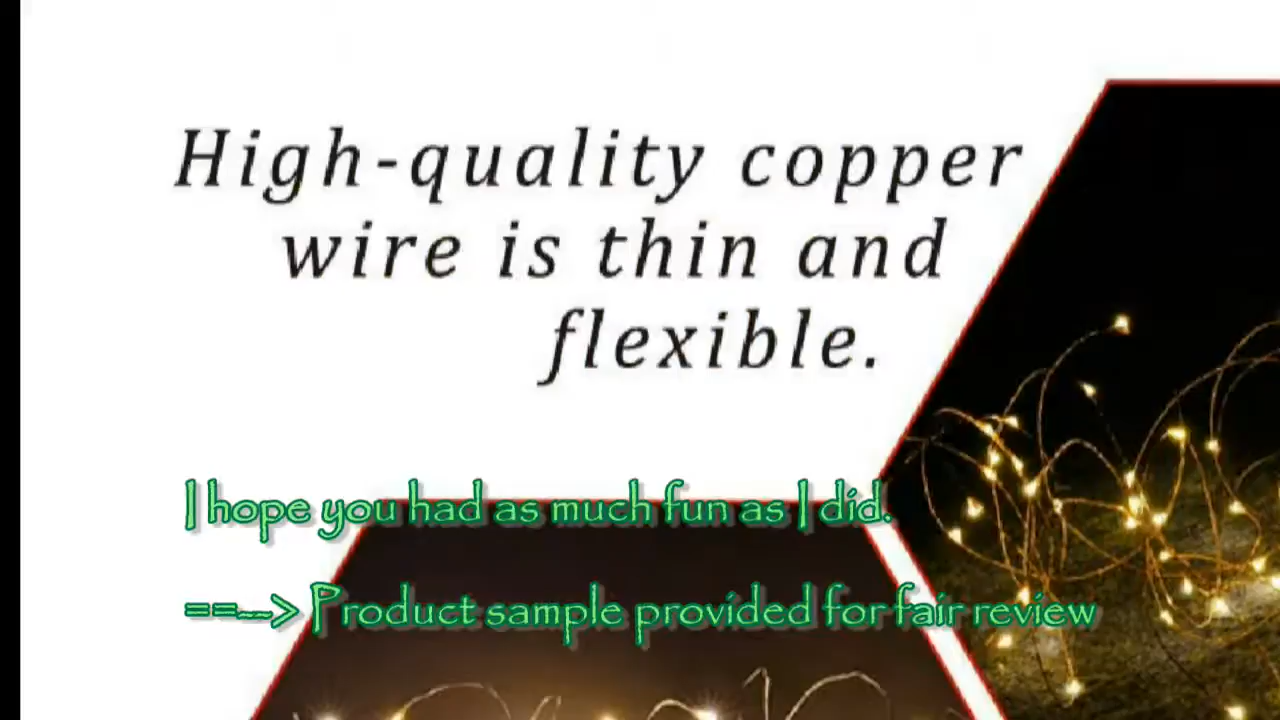 High-quality copper
wire is thin and
flexible.
I hope you had as much fun as I did.
==--> Product sample provided for fair review